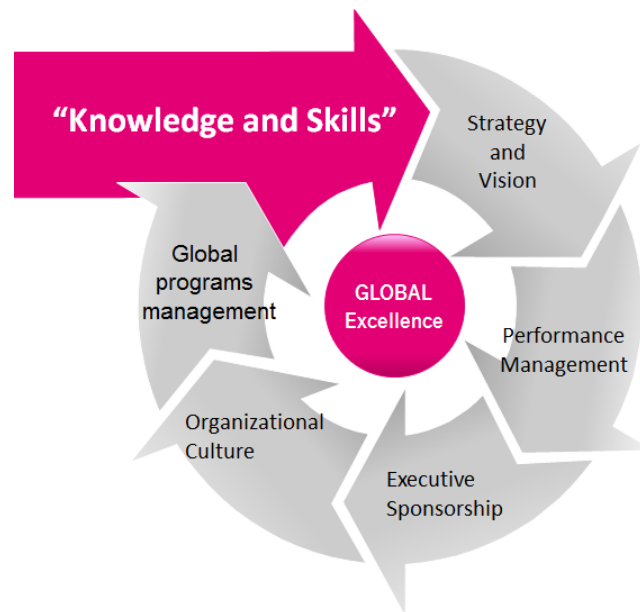 “Knowledge and Skills”
Strategy
and
Vision
Performance
Management
Executive
Sponsorship
Organizational
Culture
Global
programs
management
GLOBAL
Excellence